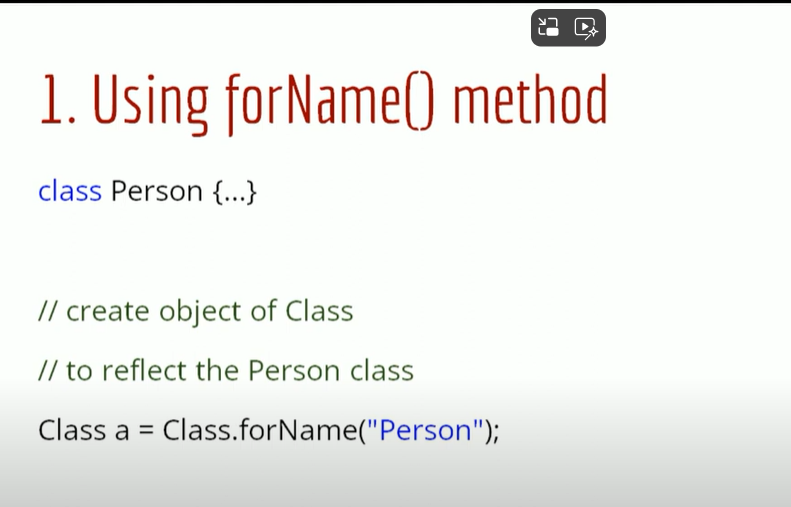 1. Using forName() method
class Person {...}
// create object of Class
// to reflect the Person class
Class a = Class.forName("Person");